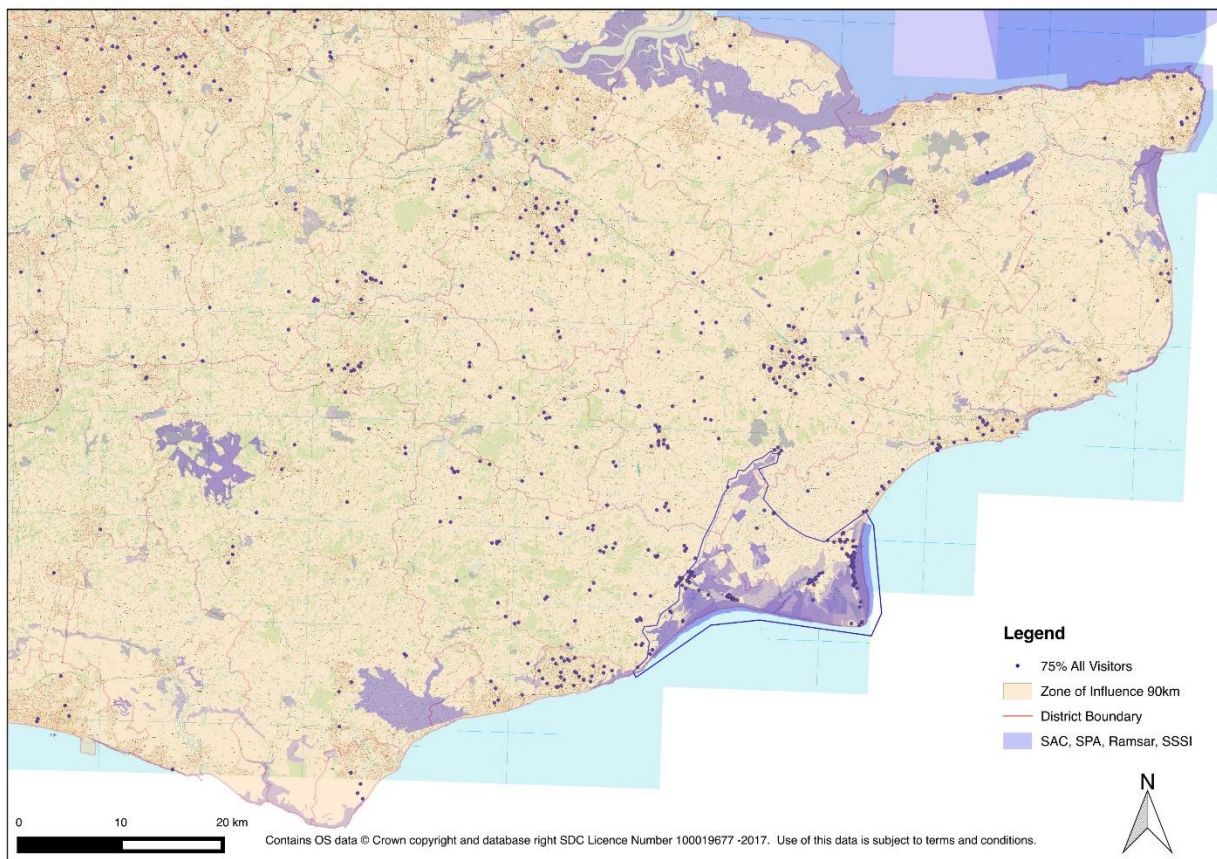 Legend
75% All Visitors
Zone of Influence 90km
District Boundary
SAC, SPA, Ramsar, SSSI
N
0 10 20 km
Contains OS data © Crown copyright and database right SDC Licence Number 100019677 -2017. Use of this data is subject to terms and conditions.